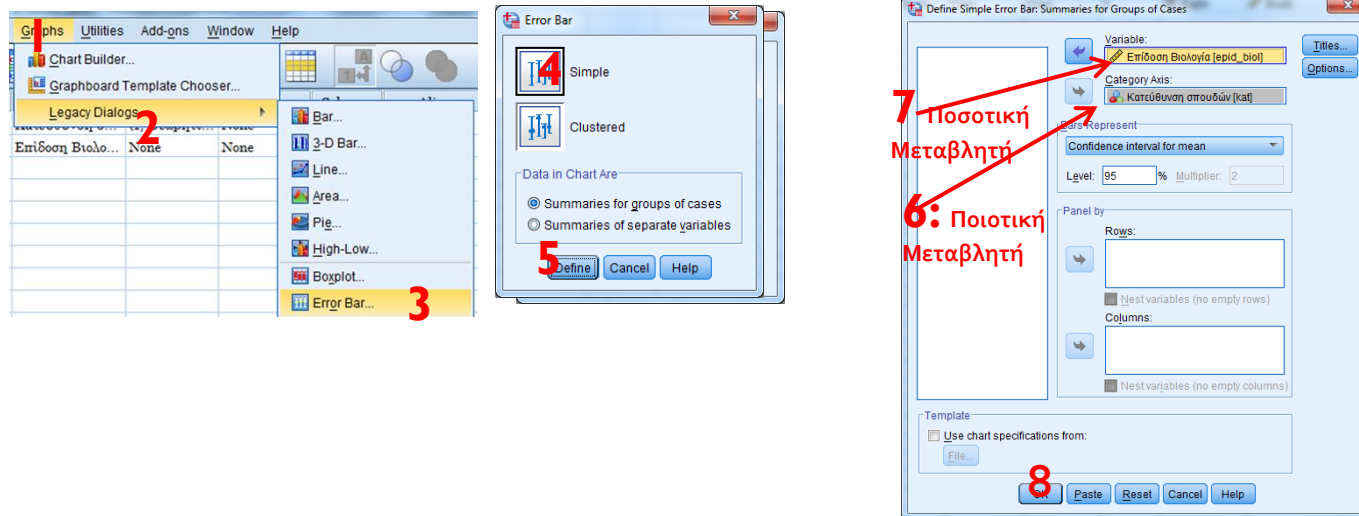 Graphs Utilities Add-ons Window Help
1
Chart Builder...
Graphboard Template Chooser...
Legacy Dialogs
2
Επίδοση Βιολο... None None
Bar...
3-D Bar...
Line...
Area...
Pie...
High-Low...
Boxplot...
Error Bar...
3
Error Bar
4
Simple
Clustered
Data in Chart Are
Summaries for groups of cases
Summaries of separate variables
5
Define Cancel Help
Define Simple Error Bar: Summaries for Groups of Cases
Variable:
Επίδοση Βιολογία [epid_biol]
Category Axis:
Κατεύθυνση σπουδών [kat]
Titles...
Options...
7 Ποσοτική
Μεταβλητή
Bars Represent
Confidence interval for mean
Level: 95 % Multiplier: 2
6: Ποιοτική
Μεταβλητή
Panel by
Rows:
Nest variables (no empty rows)
Columns:
Nest variables (no empty columns)
Template
Use chart specifications from:
File...
8
OK Paste Reset Cancel Help